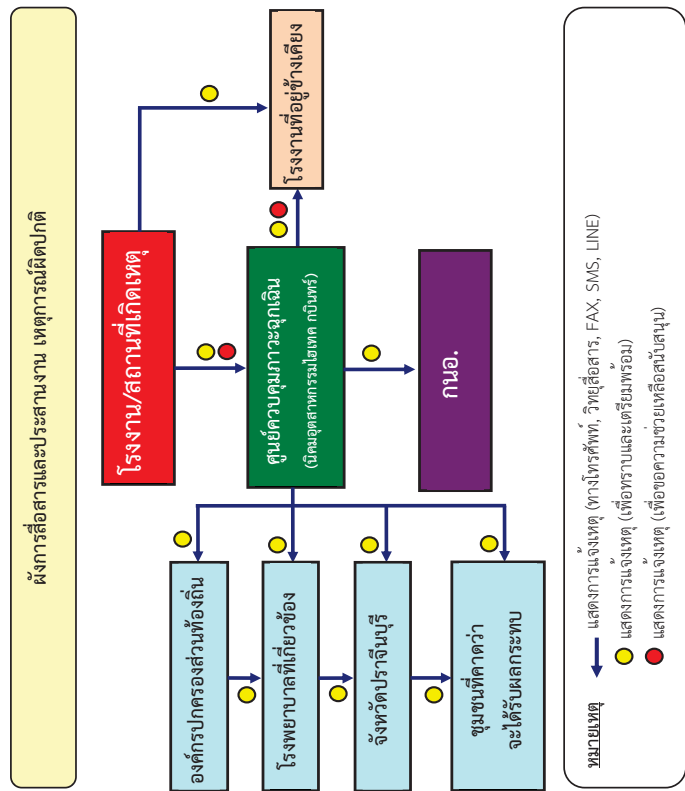 ผังการสื่อสารและประสานงาน เหตุการณ์ผิดปกติ
โรงงาน/สถานที่เกิดเหตุ
โรงงานที่อยู่ข้างเคียง
ศูนย์ควบคุมภาวะฉุกเฉิน
(นิคมอุตสาหกรรมไฮเทค กบินทร์)
กนอ.
องค์กรปกครองส่วนท้องถิ่น
โรงพยาบาลที่เกี่ยวข้อง
จังหวัดปราจีนบุรี
ชุมชนที่คาดว่า
จะได้รับผลกระทบ
หมายเหตุ
แสดงการแจ้งเหตุ (ทางโทรศัพท์, วิทยุสื่อสาร, FAX, SMS, LINE)
แสดงการแจ้งเหตุ (เพื่อทราบและเตรียมพร้อม)
แสดงการแจ้งเหตุ (เพื่อขอความช่วยเหลือสนับสนุน)